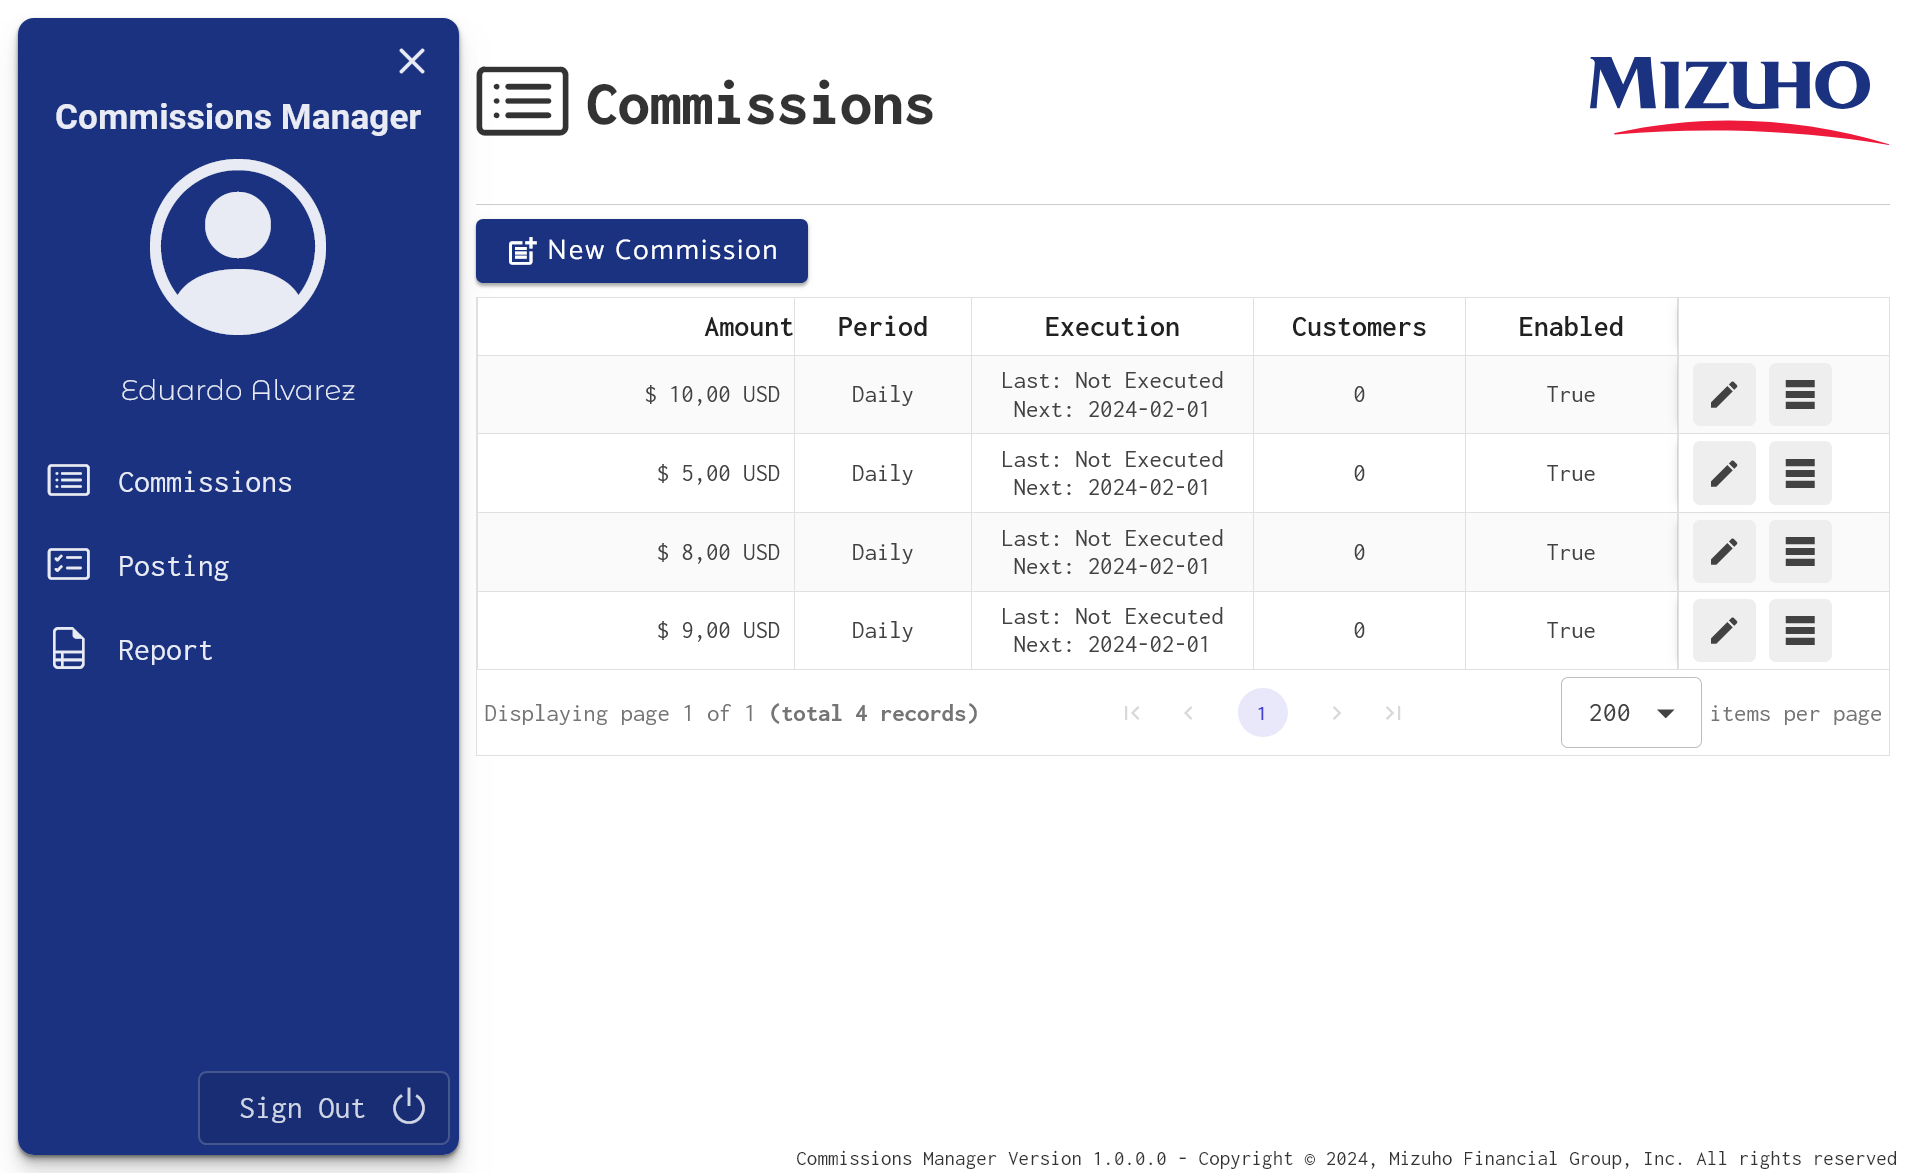 Commissions Manager
Eduardo Alvarez
Commissions
Posting
Report
Sign Out
Commissions
MIZUHO
New Commission
Amount Period Execution Customers Enabled
$ 10,00 USD Daily Last: Not Executed Next: 2024-02-01 0 True
$ 5,00 USD Daily Last: Not Executed Next: 2024-02-01 0 True
$ 8,00 USD Daily Last: Not Executed Next: 2024-02-01 0 True
$ 9,00 USD Daily Last: Not Executed Next: 2024-02-01 0 True
Displaying page 1 of 1 (total 4 records) 1 200 items per page
Commissions Manager Version 1.0.0.0 - Copyright © 2024, Mizuho Financial Group, Inc. All rights reserved